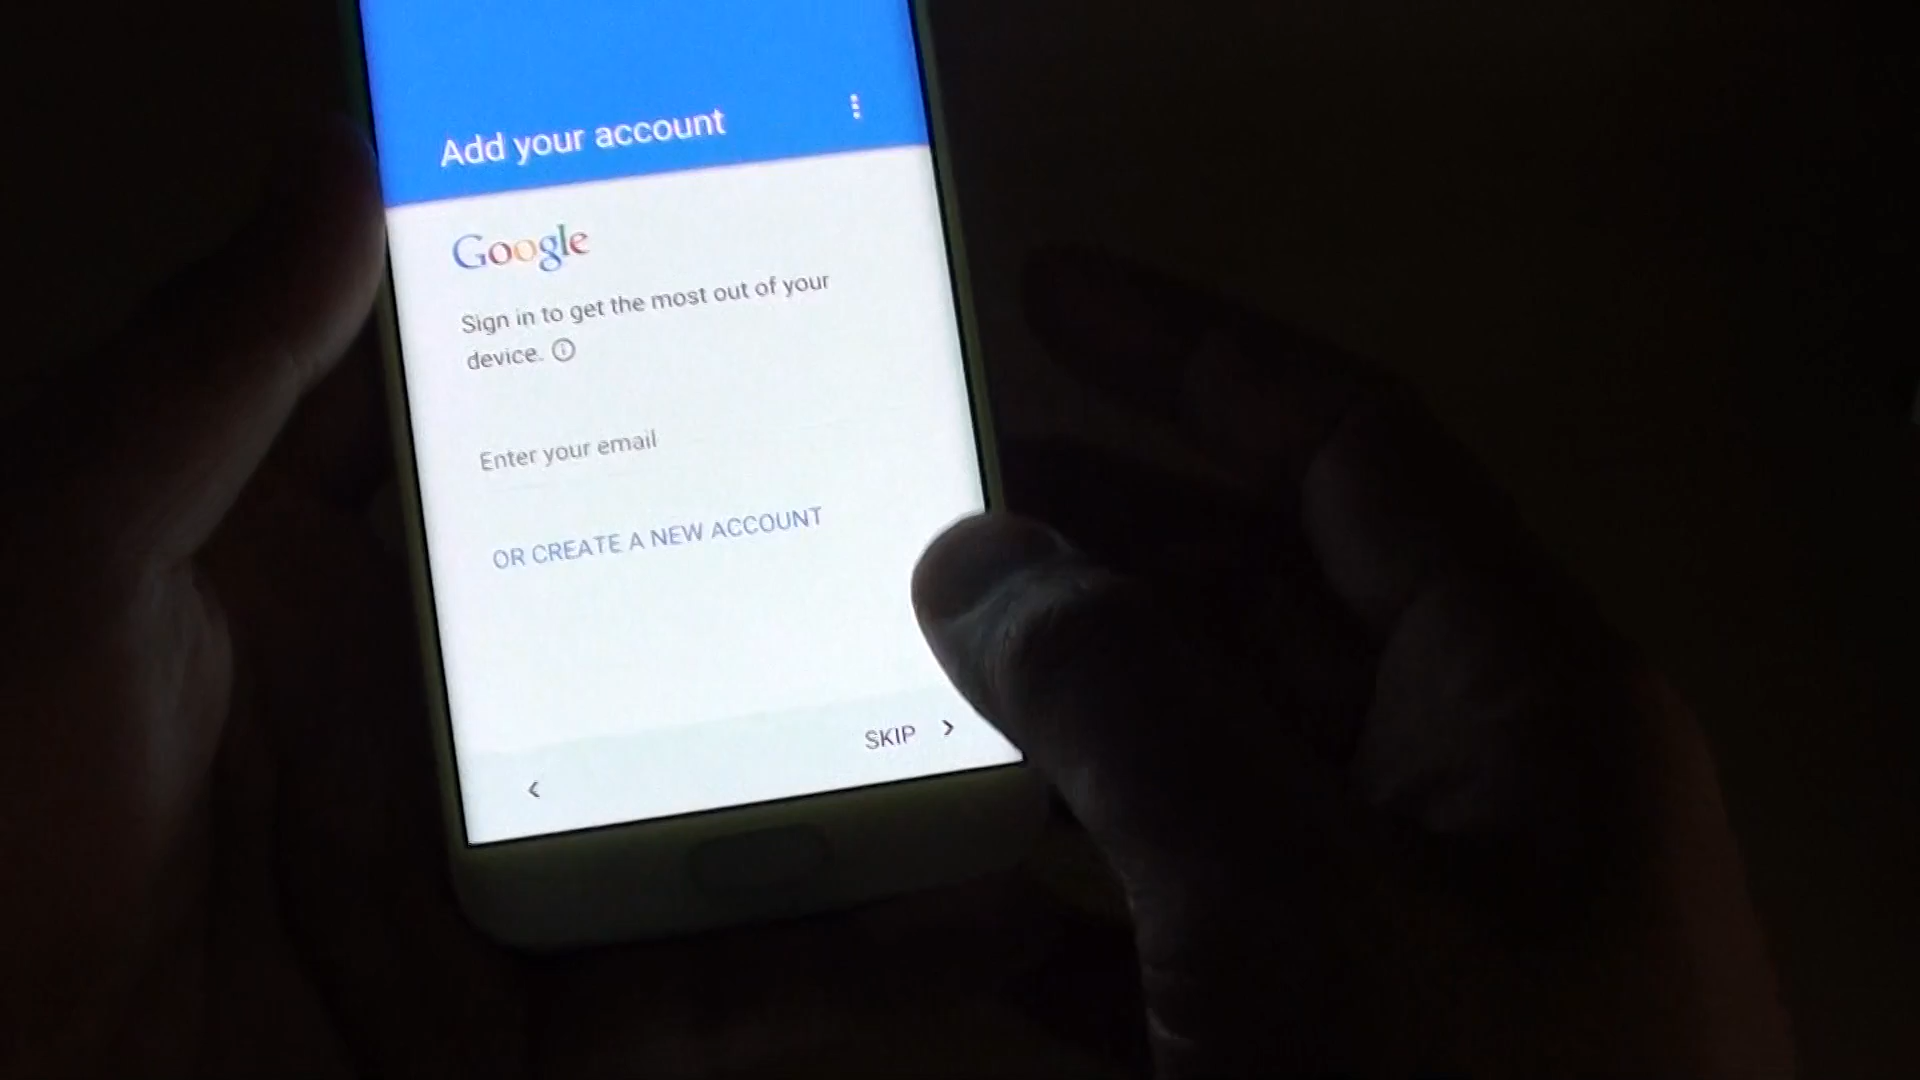 Add your account
Google
Sign in to get the most out of your
device.
Enter your email
OR CREATE A NEW ACCOUNT
SKIP